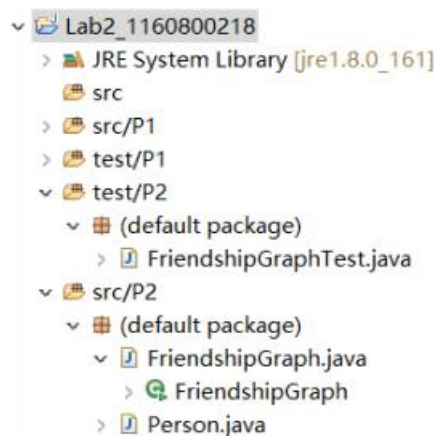 Lab2_1160800218
JRE System Library [jre1.8.0_161]
src
src/P1
test/P1
test/P2
(default package)
FriendshipGraphTest.java
src/P2
(default package)
FriendshipGraph.java
FriendshipGraph
Person.java